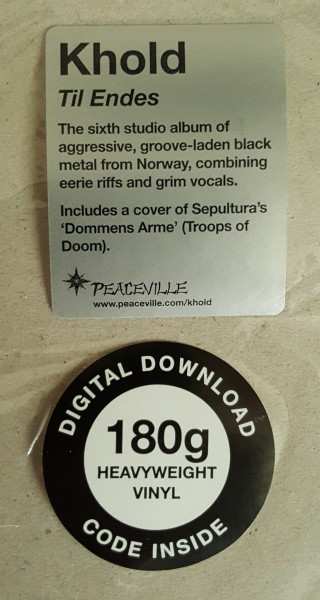 Khold
Til Endes
The sixth studio album of
aggressive, groove-laden black
metal from Norway, combining
eerie riffs and grim vocals.
Includes a cover of Sepultura's
'Dommens Arme' (Troops of
Doom).
PEACEVILLE
www.peaceville.com/khold
DIGITAL DOWNLOAD
180g
HEAVYWEIGHT
VINYL
CODE INSIDE